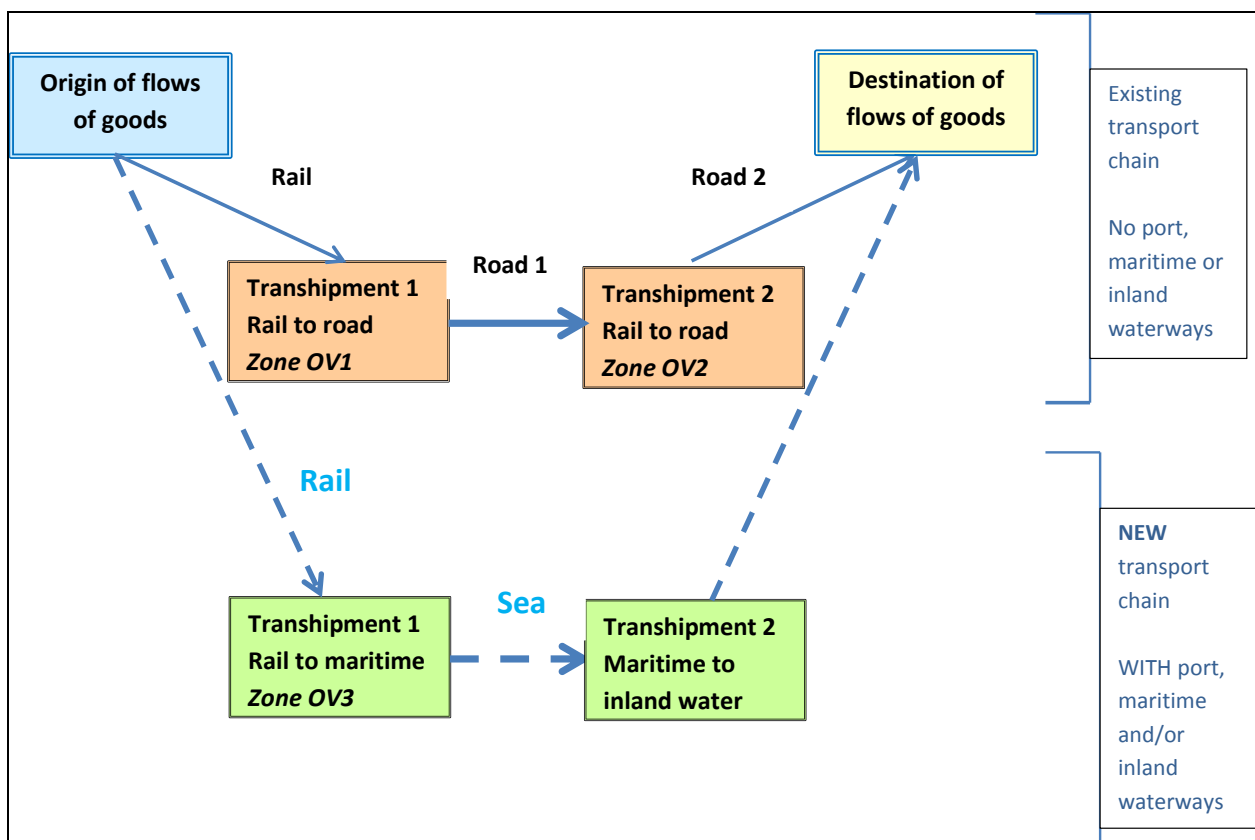 Origin of flows
of goods
Destination of
flows of goods
Existing
transport
chain
No port,
maritime or
inland
waterways
Rail
Road 2
Road 1
Transhipment 1
Rail to road
Zone OV1
Transhipment 2
Rail to road
Zone OV2
Rail
Sea
Transhipment 1
Rail to maritime
Zone OV3
Transhipment 2
Maritime to
inland water
NEW
transport
chain
WITH port,
maritime
and/or
inland
waterways